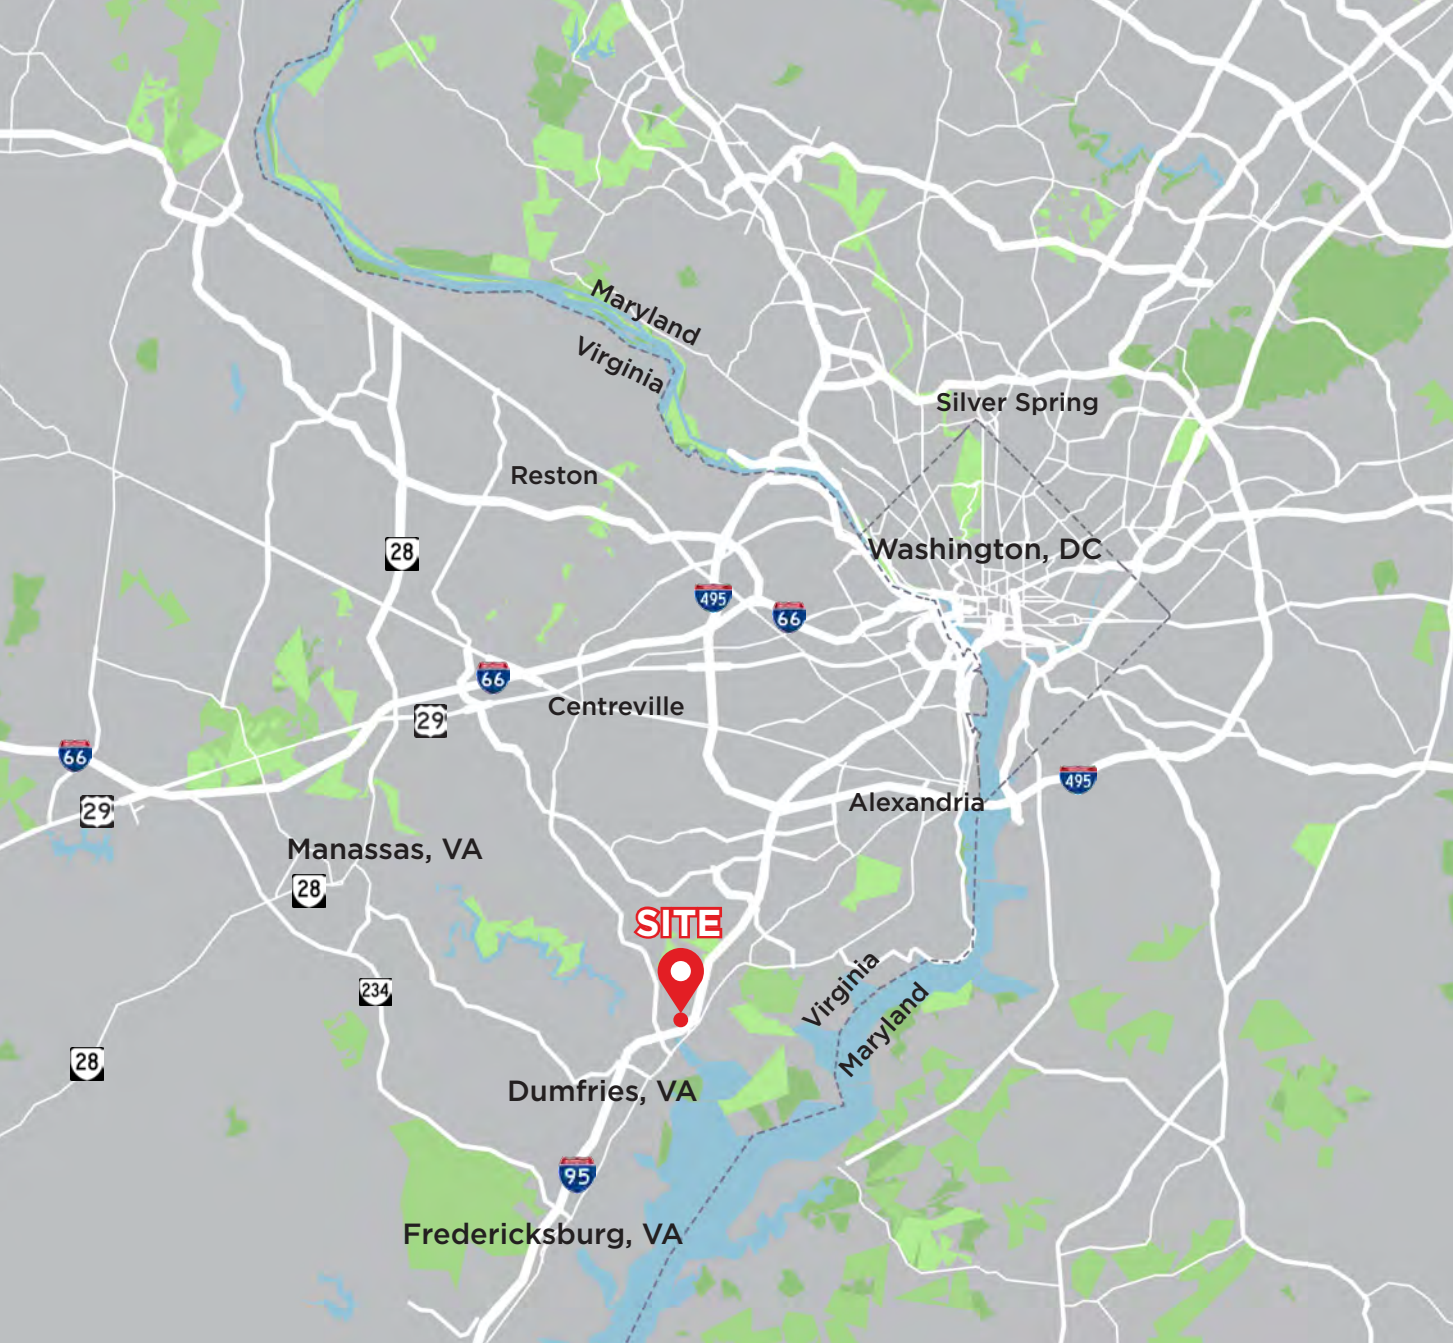 Maryland
Virginia
Silver Spring
Reston
Washington, DC
28
495
66
66
Centreville
29
66
495
29
Alexandria
Manassas, VA
28
SITE
Virginia
234
Maryland
28
Dumfries, VA
95
Fredericksburg, VA